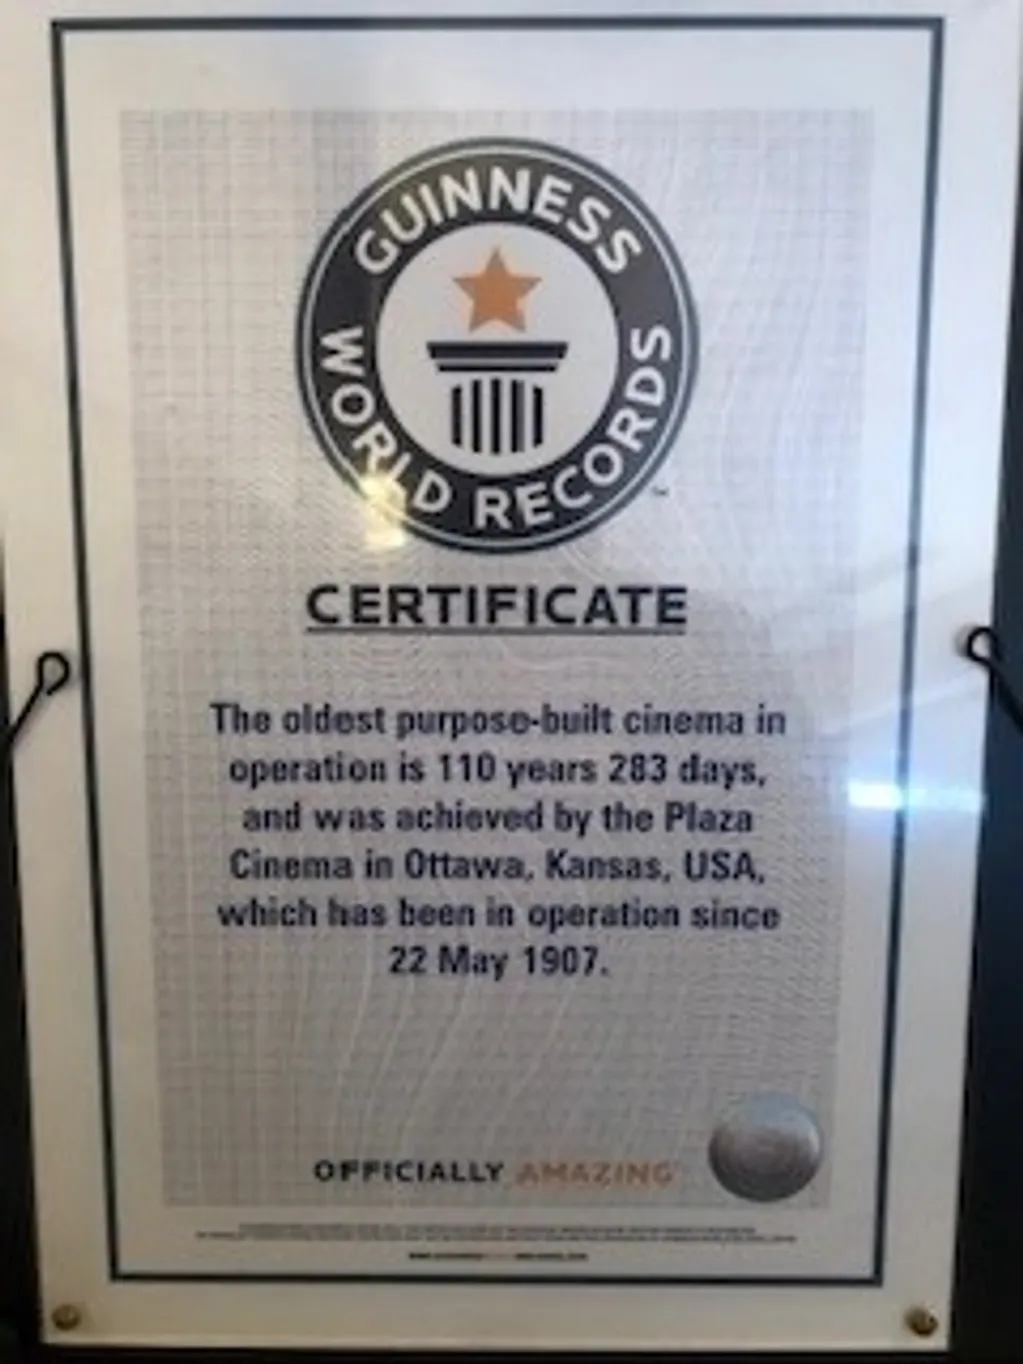 GUINNESS
WORLD RECORDS
™
CERTIFICATE
The oldest purpose-built cinema in
operation is 110 years 283 days,
and was achieved by the Plaza
Cinema in Ottawa, Kansas, USA,
which has been in operation since
22 May 1907.
OFFICIALLY AMAZING